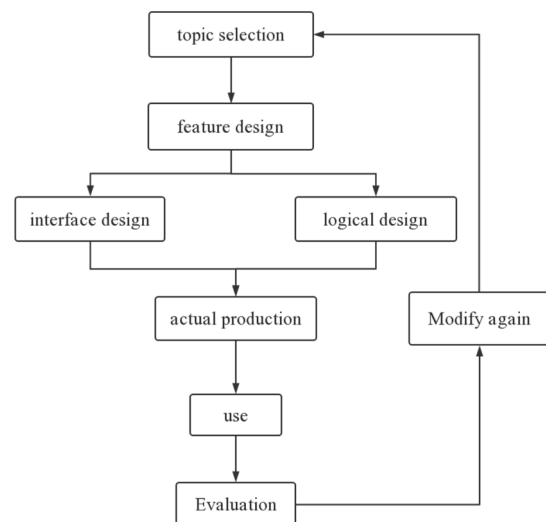 topic selection
feature design
interface design
logical design
actual production
Modify again
use
Evaluation